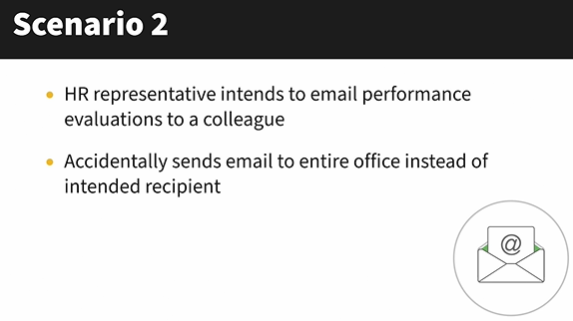 Scenario 2
• HR representative intends to email performance
evaluations to a colleague
• Accidentally sends email to entire office instead of
intended recipient
@